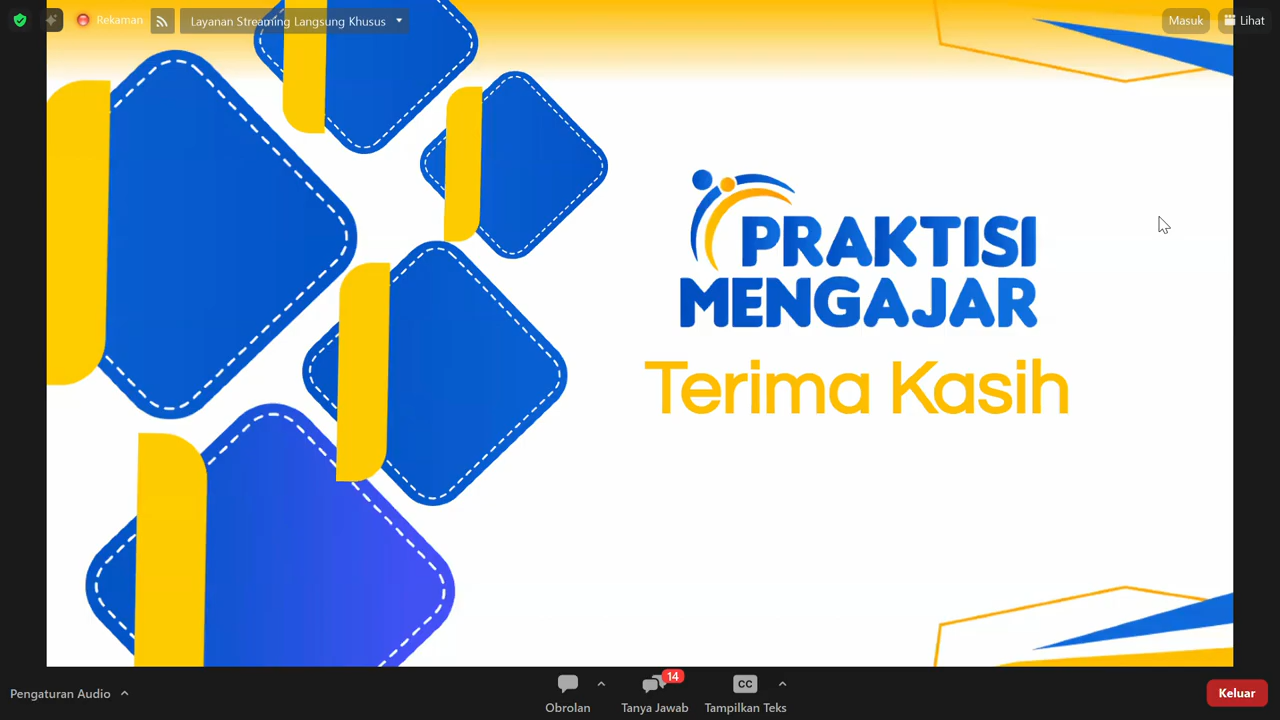 Rekaman
Layanan Streaming Langsung Khusus
Masuk
Lihat
PRAKTISI
MENGAJAR
Terima Kasih
Pengaturan Audio
Obrolan
14
Tanya Jawab
CC
Tampilkan Teks
Keluar